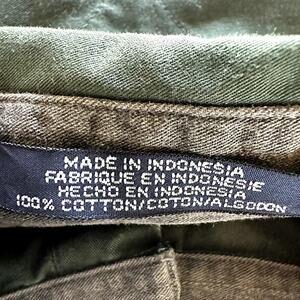 MADE IN INDONESIA
FABRIQUE EN INDONESIE
HECHO EN INDONESIA
100% COTTON/COTON/ALGODON